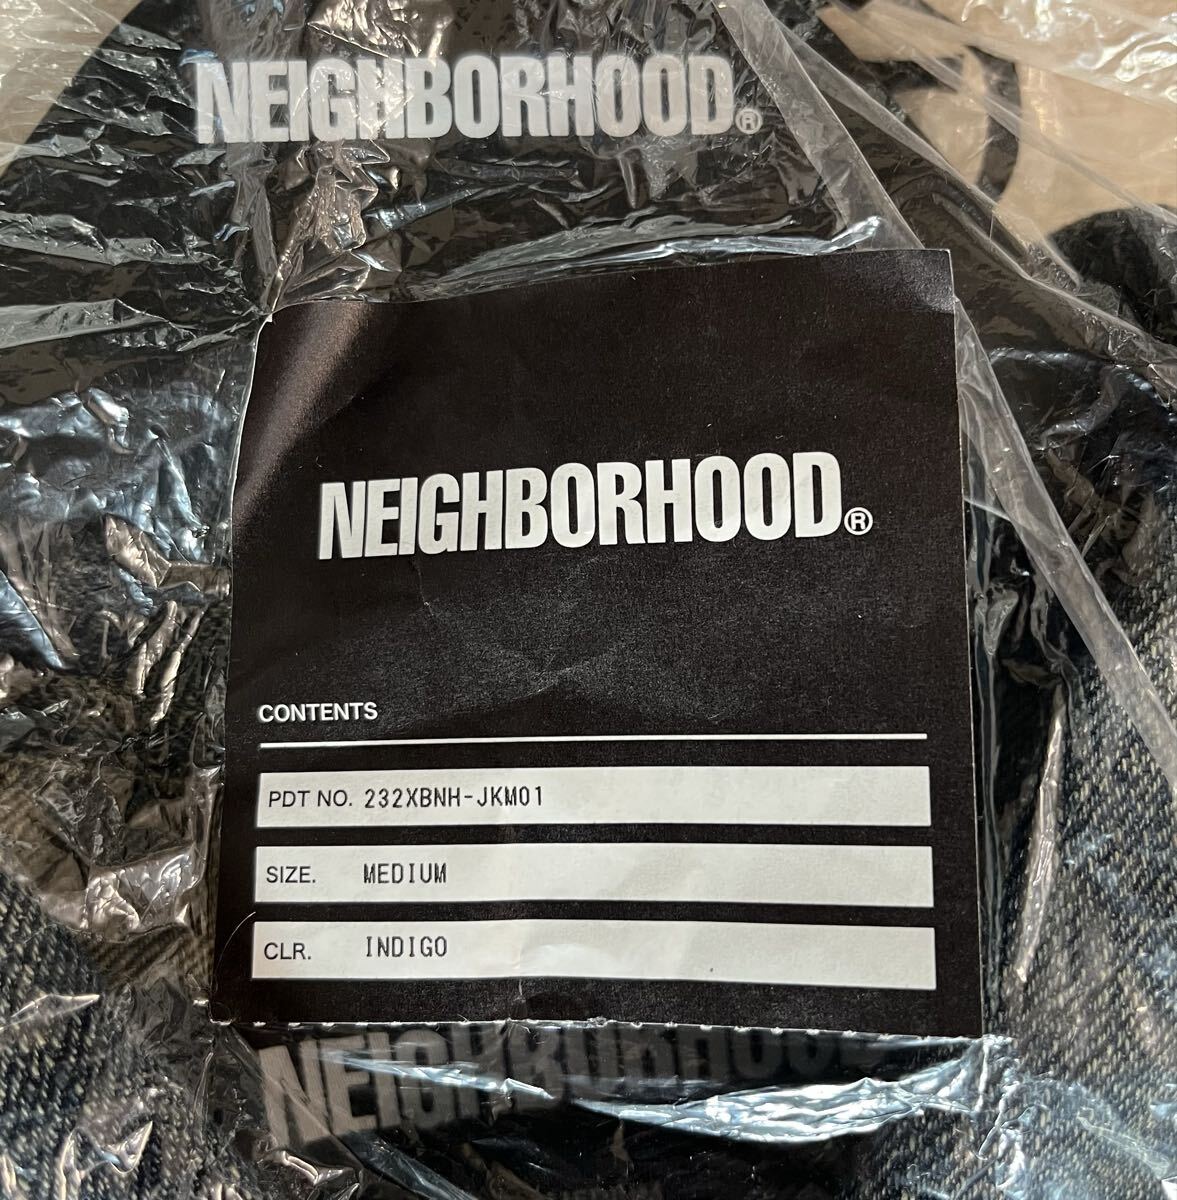 NEIGHBORHOOD®
NEIGHBORHOOD®
CONTENTS
PDT NO. 232XBNH-JKM01
SIZE. MEDIUM
CLR. INDIGO
NEIGHBORHOOD